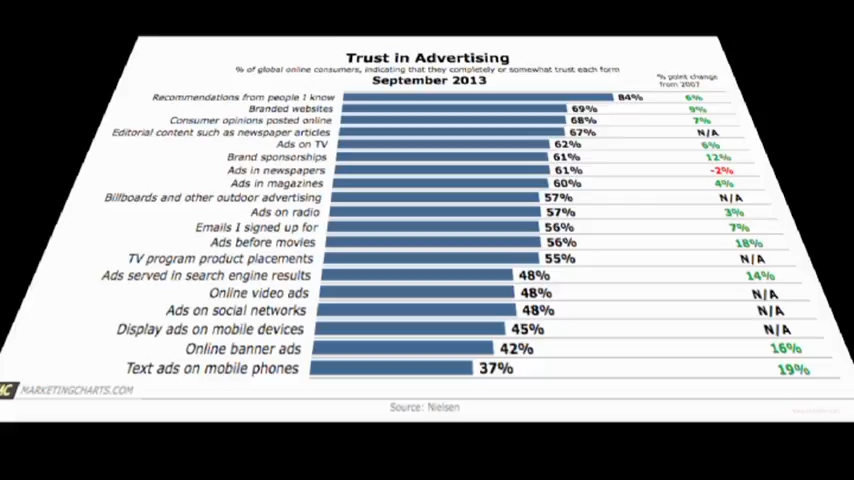 Trust in Advertising
% of global online consumers, indicating that they completely or somewhat trust each form
September 2013
% point change
from 2007
Recommendations from people I know 84% 6%
Branded websites 69% 9%
Consumer opinions posted online 68% 7%
Editorial content such as newspaper articles 67% N/A
Ads on TV 62% 6%
Brand sponsorships 61% 12%
Ads in newspapers 61% -2%
Ads in magazines 60% 4%
Billboards and other outdoor advertising 57% N/A
Ads on radio 57% 3%
Emails I signed up for 56% 7%
Ads before movies 56% 18%
TV program product placements 55% N/A
Ads served in search engine results 48% 14%
Online video ads 48% N/A
Ads on social networks 48% N/A
Display ads on mobile devices 45% N/A
Online banner ads 42% 16%
Text ads on mobile phones 37% 19%
MARKETINGCHARTS.COM
Source: Nielsen